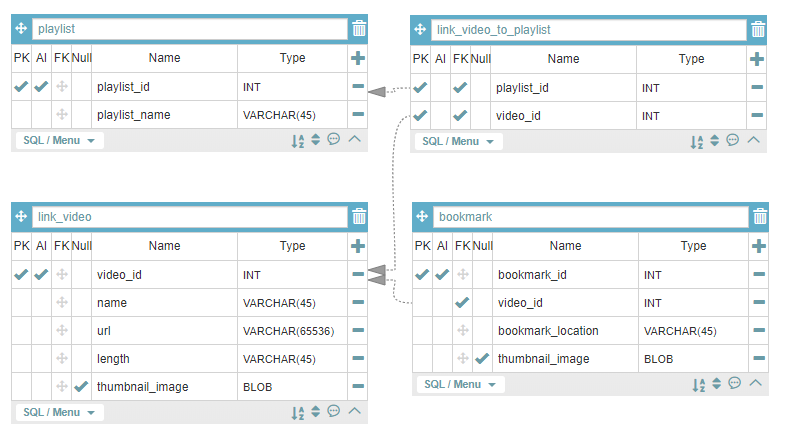 playlist
PK AI FK Null Name Type
playlist_id INT
playlist_name VARCHAR(45)
SQL / Menu
link_video_to_playlist
PK AI FK Null Name Type
playlist_id INT
video_id INT
SQL / Menu
link_video
PK AI FK Null Name Type
video_id INT
name VARCHAR(45)
url VARCHAR(65536)
length VARCHAR(45)
thumbnail_image BLOB
SQL / Menu
bookmark
PK AI FK Null Name Type
bookmark_id INT
video_id INT
bookmark_location VARCHAR(45)
thumbnail_image BLOB
SQL / Menu